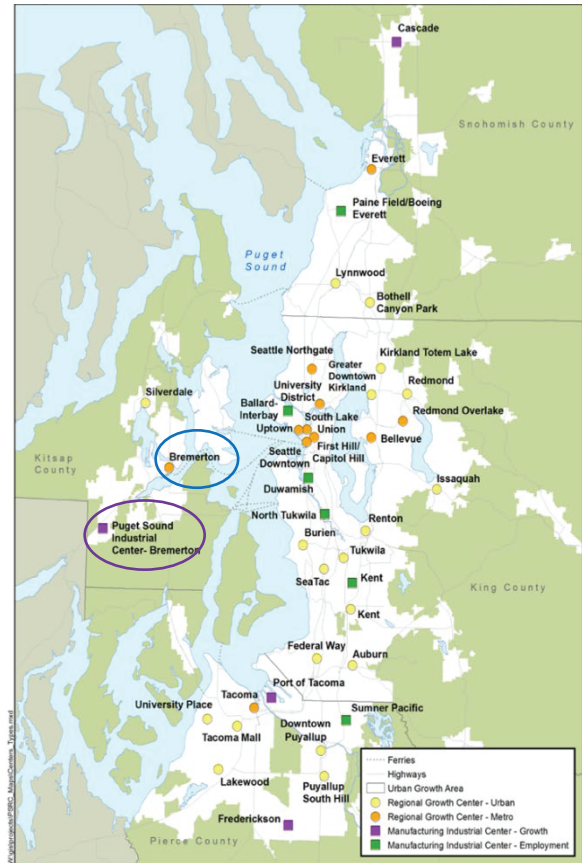 Cascade
Snohomish County
Everett
Paine Field/Boeing
Everett
Puget
Sound
Lynnwood
Bothell
Canyon Park
Seattle Northgate
Kirkland Totem Lake
Greater
Downtown
Kirkland
University
District
Redmond
Silverdale
Ballard-
Interbay
South Lake
Union
Redmond Overlake
Uptown
First Hill/
Capitol Hill
Bellevue
Kitsap
County
Bremerton
Seattle
Downtown
Issaquah
Duwamish
North Tukwila
Puget Sound
Industrial
Center- Bremerton
Renton
Burien
Tukwila
SeaTac
Kent
King County
Kent
Federal Way
Auburn
Port of Tacoma
Tacoma
University Place
Sumner Pacific
Tacoma Mall
Downtown
Puyallup
Lakewood
Puyallup
South Hill
Frederickson
Pierce County
Ferries
Highways
Urban Growth Area
Regional Growth Center - Urban
Regional Growth Center - Metro
Manufacturing Industrial Center - Growth
Manufacturing Industrial Center - Employment